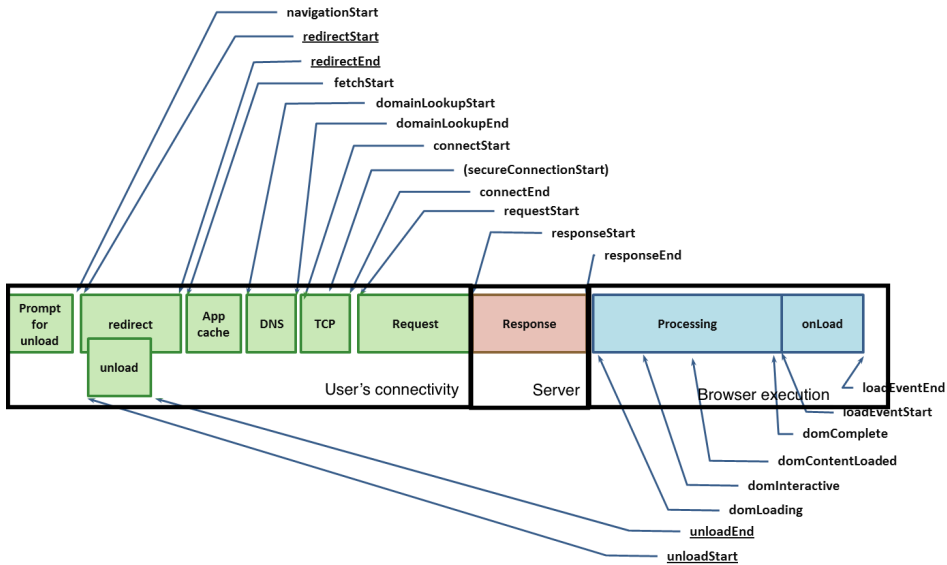 navigationStart
redirectStart
redirectEnd
fetchStart
domainLookupStart
domainLookupEnd
connectStart
(secureConnectionStart)
connectEnd
requestStart
responseStart
responseEnd
Prompt
for
unload
redirect
unload
App
cache
DNS
TCP
Request
Response
Processing
onLoad
User's connectivity
Server
Browser execution
loadEventEnd
loadEventStart
domComplete
domContentLoaded
domInteractive
domLoading
unloadEnd
unloadStart